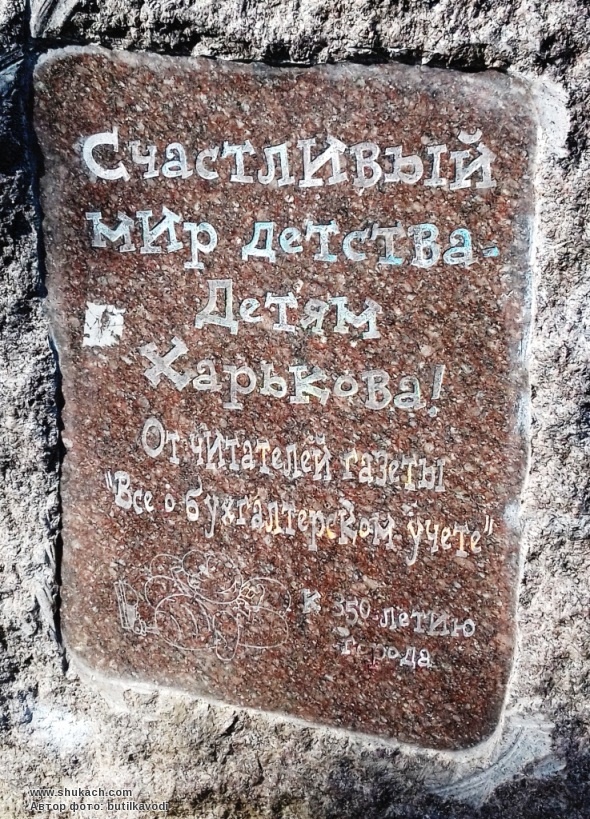 Счастливый
мир детства-
Детям
Харькова!
От читателей газеты
"Все о бухгалтерском учете"
к 350-летию
города
www.shukach.com
Автор фото: butilkavodi